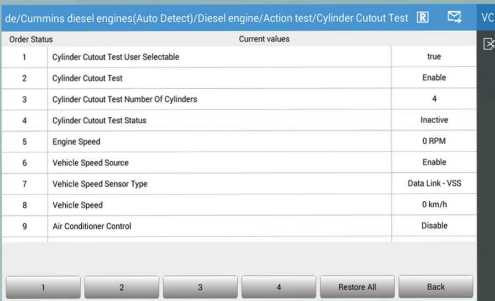 de/Cummins diesel engines(Auto Detect)/Diesel engine/Action test/Cylinder Cutout Test R VC
Order Status Current values
1 Cylinder Cutout Test User Selectable true
2 Cylinder Cutout Test Enable
3 Cylinder Cutout Test Number Of Cylinders 4
4 Cylinder Cutout Test Status Inactive
5 Engine Speed 0 RPM
6 Vehicle Speed Source Enable
7 Vehicle Speed Sensor Type Data Link - VSS
8 Vehicle Speed 0 km/h
9 Air Conditioner Control Disable
1 2 3 4 Restore All Back